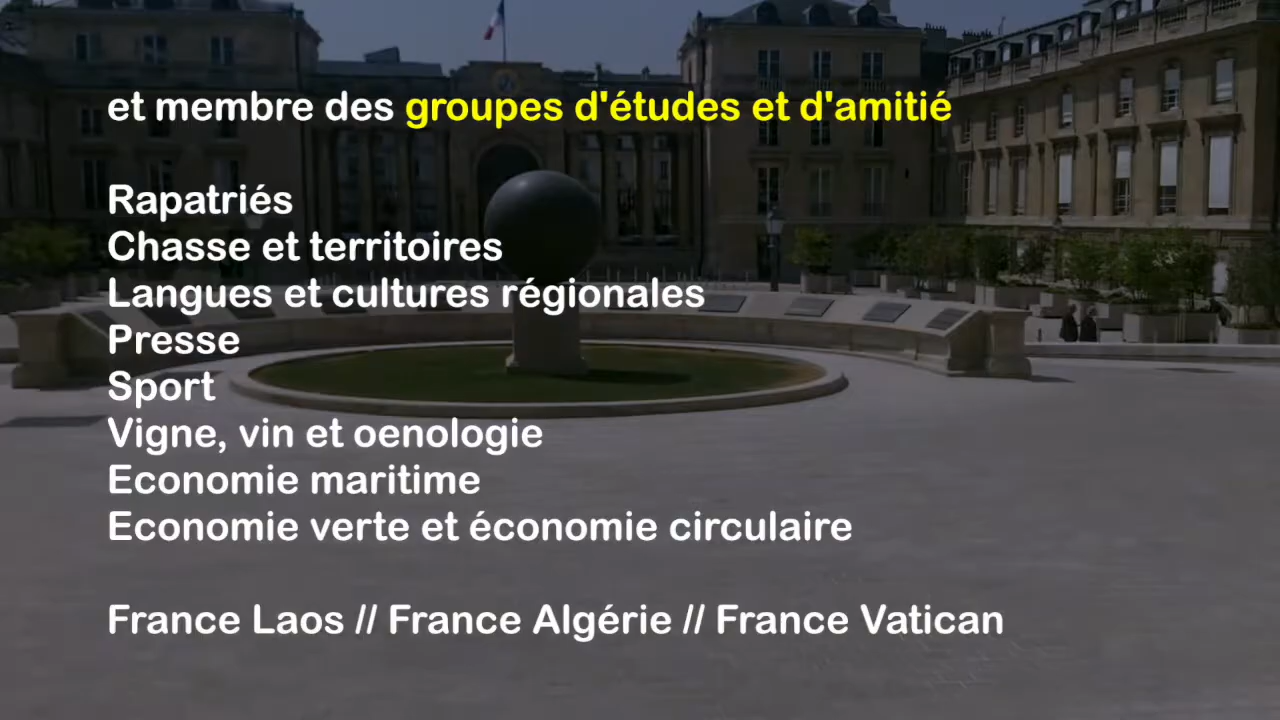 et membre des groupes d'études et d'amitié
Rapatriés
Chasse et territoires
Langues et cultures régionales
Presse
Sport
Vigne, vin et oenologie
Economie maritime
Economie verte et économie circulaire
France Laos // France Algérie // France Vatican